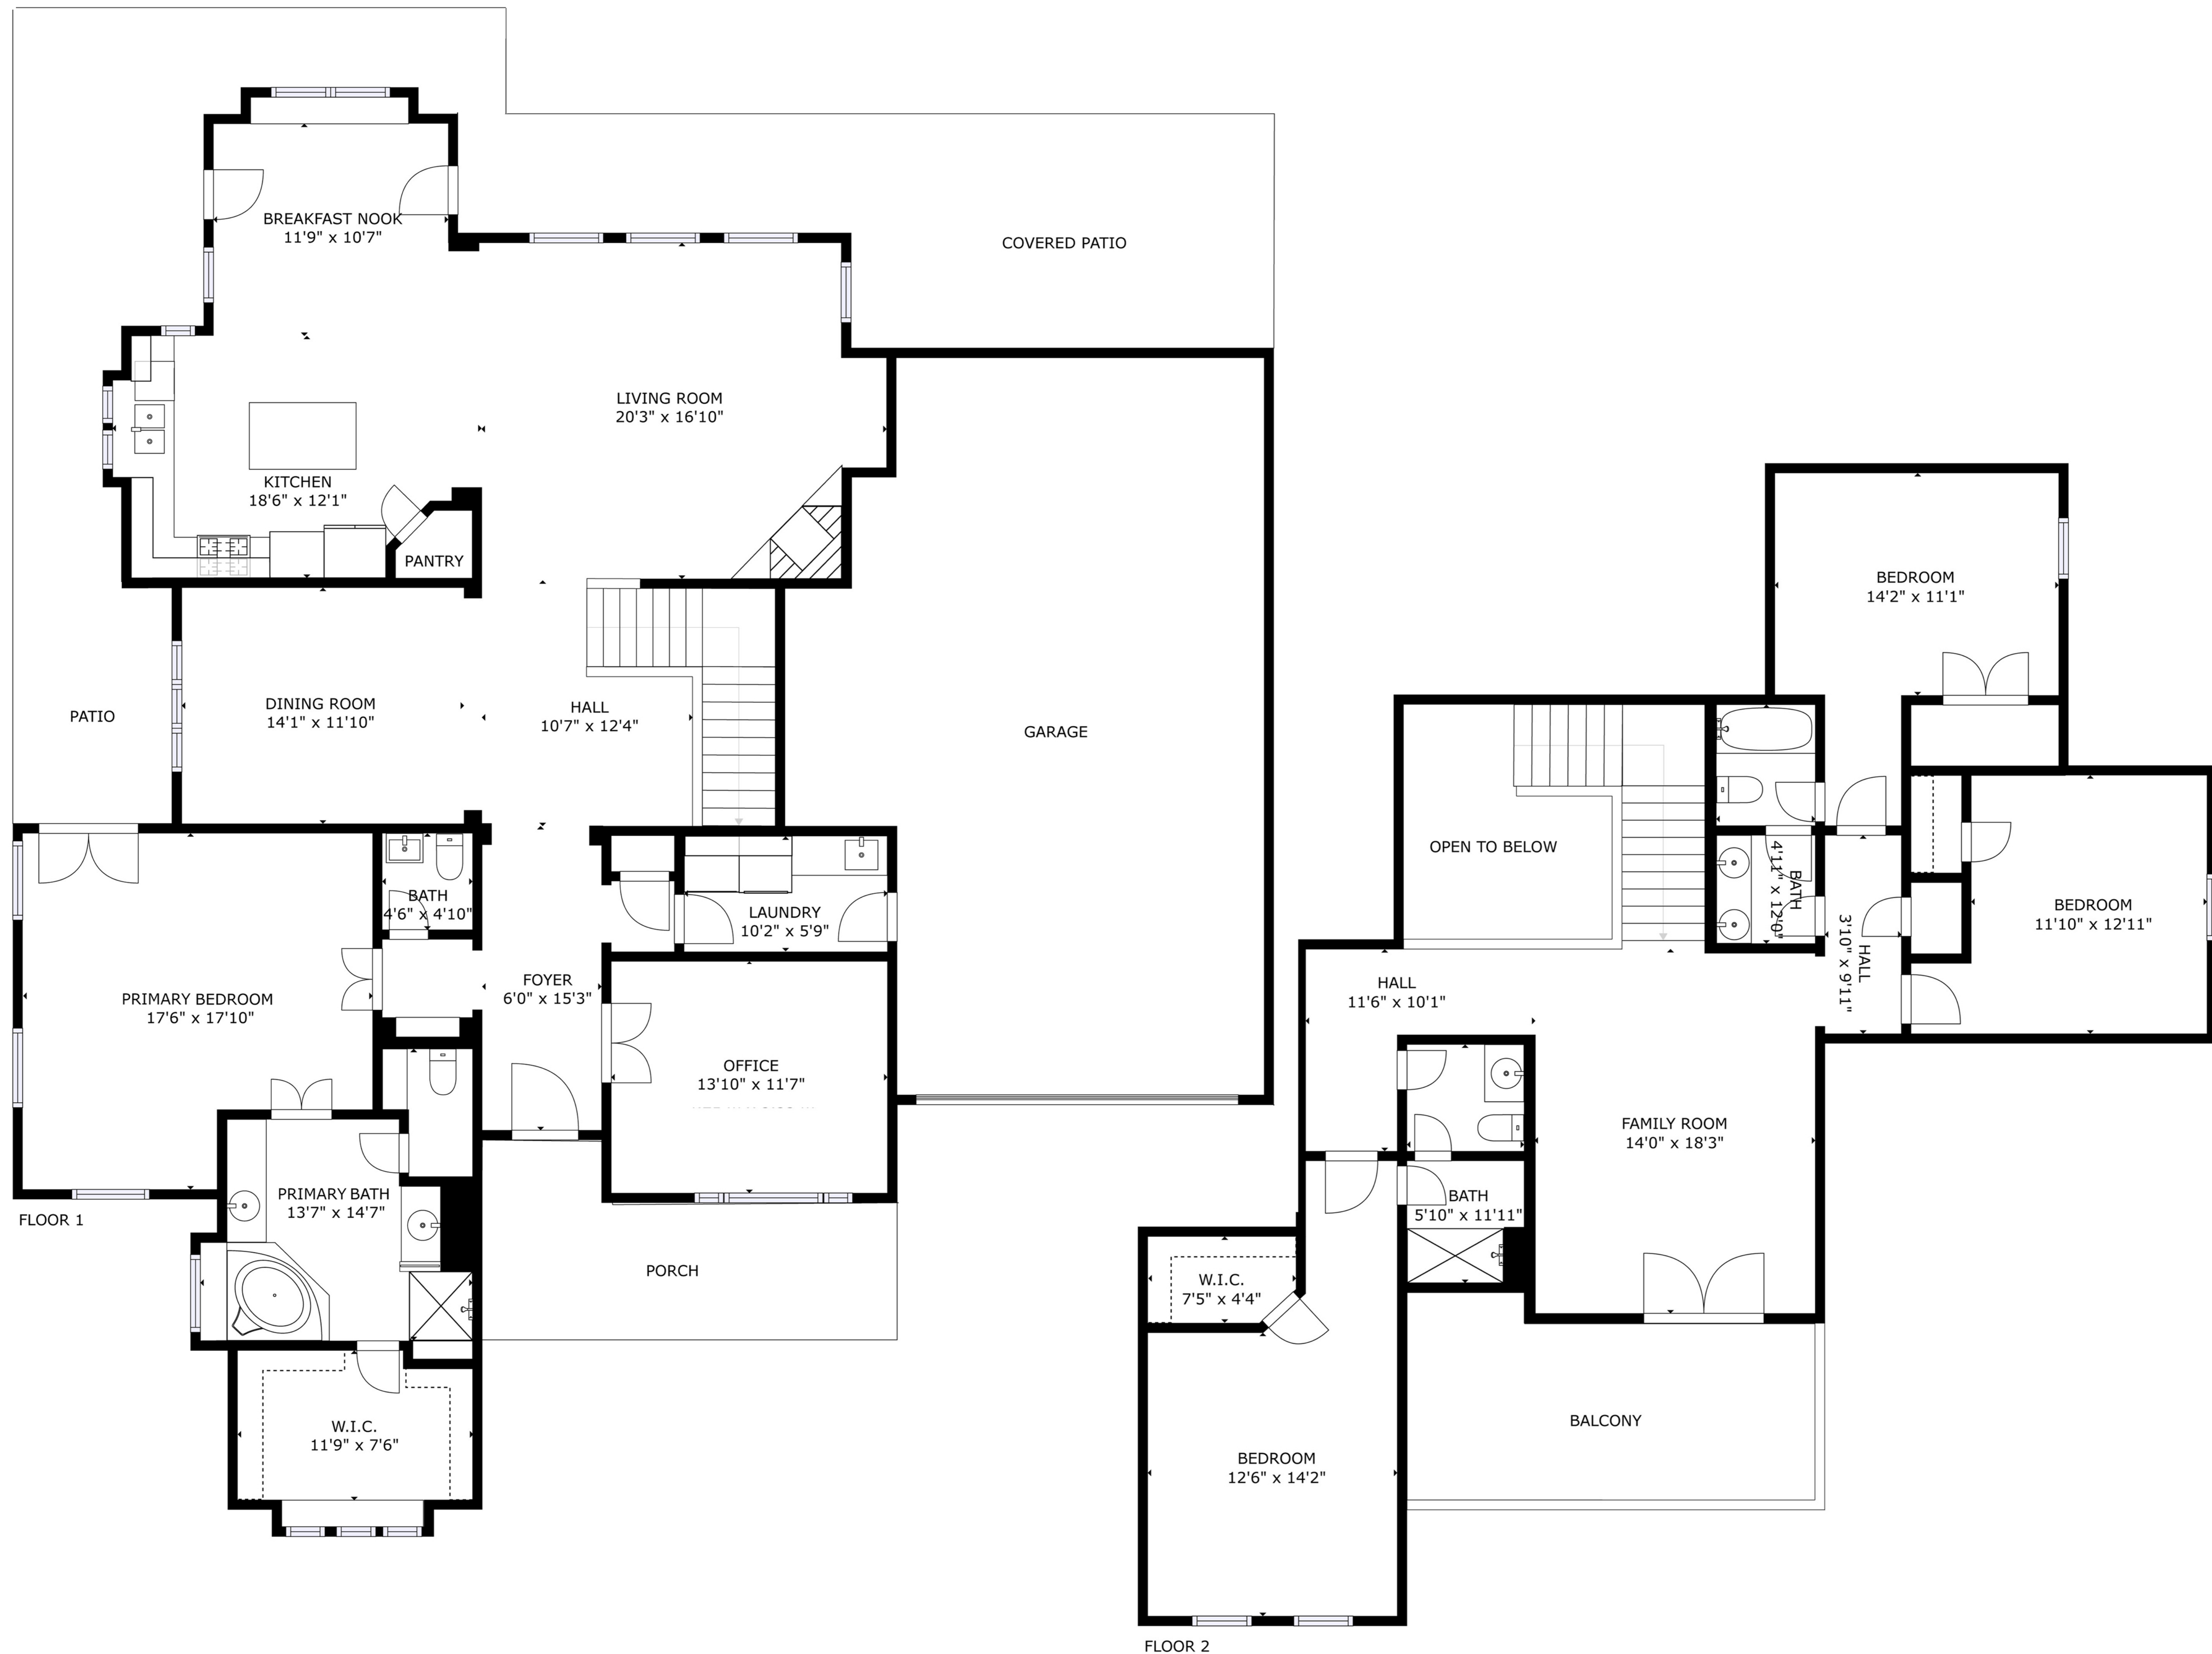 BREAKFAST NOOK
11'9" x 10'7"
COVERED PATIO
LIVING ROOM
20'3" x 16'10"
KITCHEN
18'6" x 12'1"
PANTRY
DINING ROOM
14'1" x 11'10"
HALL
10'7" x 12'4"
PATIO
GARAGE
BATH
4'6" x 4'10"
LAUNDRY
10'2" x 5'9"
PRIMARY BEDROOM
17'6" x 17'10"
FOYER
6'0" x 15'3"
OFFICE
13'10" x 11'7"
PRIMARY BATH
13'7" x 14'7"
FLOOR 1
PORCH
W.I.C.
11'9" x 7'6"
BEDROOM
14'2" x 11'1"
OPEN TO BELOW
BATH
4'11" x 12'0"
BEDROOM
11'10" x 12'11"
HALL
3'10" x 9'11"
HALL
11'6" x 10'1"
FAMILY ROOM
14'0" x 18'3"
BATH
5'10" x 11'11"
W.I.C.
7'5" x 4'4"
BALCONY
BEDROOM
12'6" x 14'2"
FLOOR 2